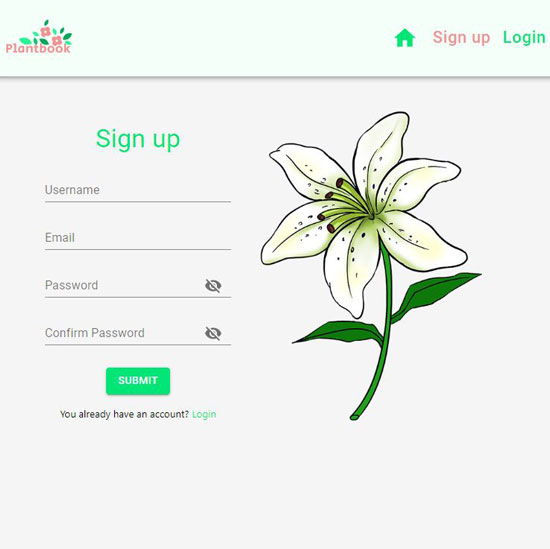 Plantbook
Sign up Login
Sign up
Username
Email
Password
Confirm Password
SUBMIT
You already have an account? Login